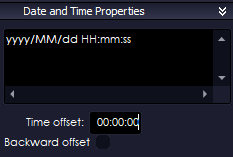 Date and Time Properties
yyyy/MM/dd HH:mm:ss
Time offset: 00:00:00
Backward offset